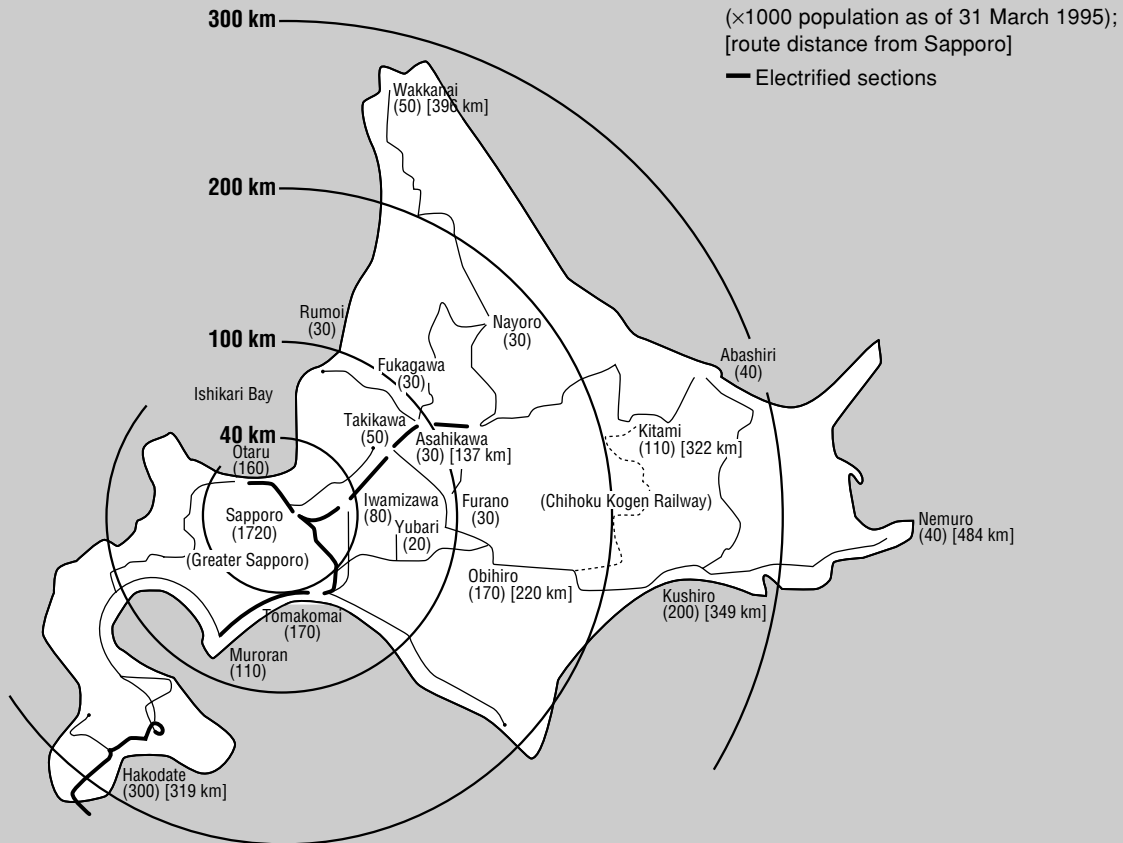 300 km
(×1000 population as of 31 March 1995);
[route distance from Sapporo]
Electrified sections
Wakkanai
(50) [396 km]
200 km
Rumoi
(30)
Nayoro
(30)
100 km
Abashiri
(40)
Fukagawa
(30)
Ishikari Bay
Takikawa
(50)
40 km
Otaru
(160)
Asahikawa
(30) [137 km]
Kitami
(110) [322 km]
Sapporo
(1720)
Iwamizawa
(80)
Furano
(30)
(Chihoku Kogen Railway)
Yubari
(20)
Nemuro
(40) [484 km]
(Greater Sapporo)
Obihiro
(170) [220 km]
Kushiro
(200) [349 km]
Tomakomai
(170)
Muroran
(110)
Hakodate
(300) [319 km]